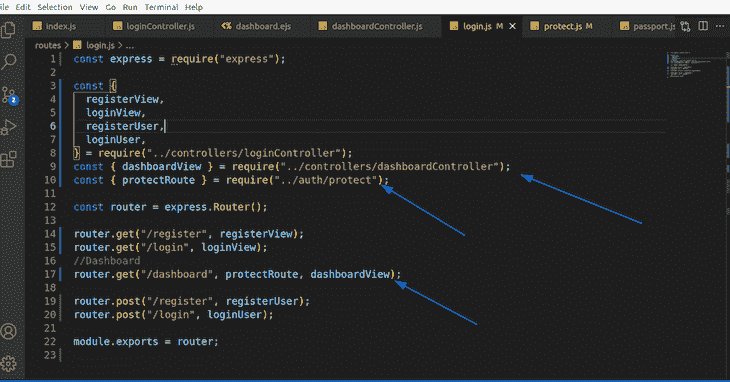 ile Edit Selection View Go Run Terminal Help
index.js loginController.js dashboard.ejs dashboardController.js login.js M protect.js M passport.js
routes > login.js > ...
1 const express = require("express");
2
3 const {
4 registerView,
5 loginView,
6 registerUser,
7 loginUser,
8 } = require("../controllers/loginController");
9 const { dashboardView } = require("../controllers/dashboardController");
10 const { protectRoute } = require("../auth/protect");
11
12 const router = express.Router();
13
14 router.get("/register", registerView);
15 router.get("/login", loginView);
16 //Dashboard
17 router.get("/dashboard", protectRoute, dashboardView);
18
19 router.post("/register", registerUser);
20 router.post("/login", loginUser);
21
22 module.exports = router;
23
2